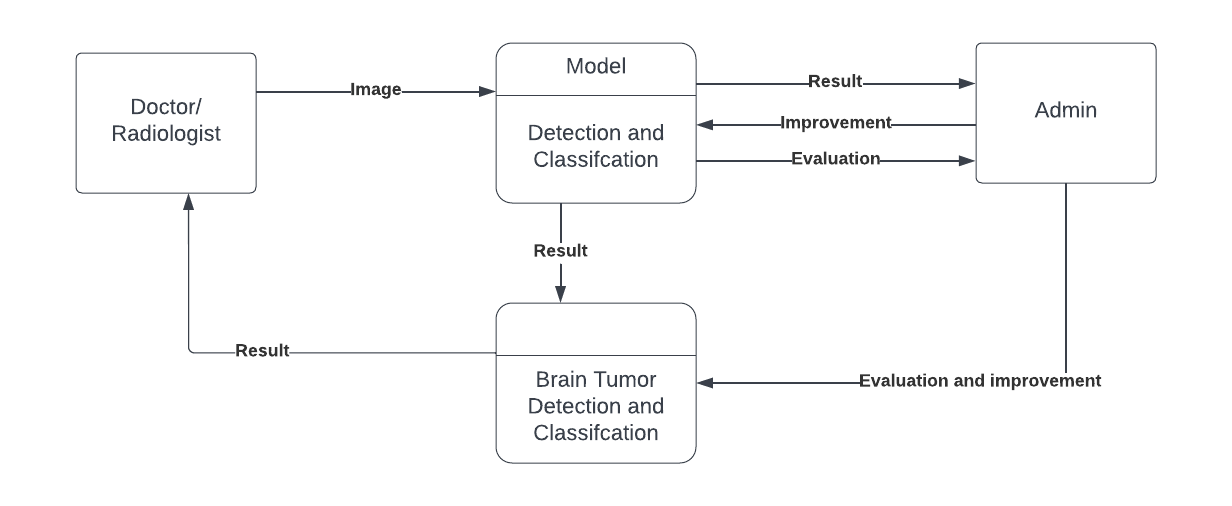 Doctor/
Radiologist
Image
Model
Detection and
Classifcation
Result
Improvement
Evaluation
Admin
Result
Brain Tumor
Detection and
Classifcation
Result
Evaluation and improvement